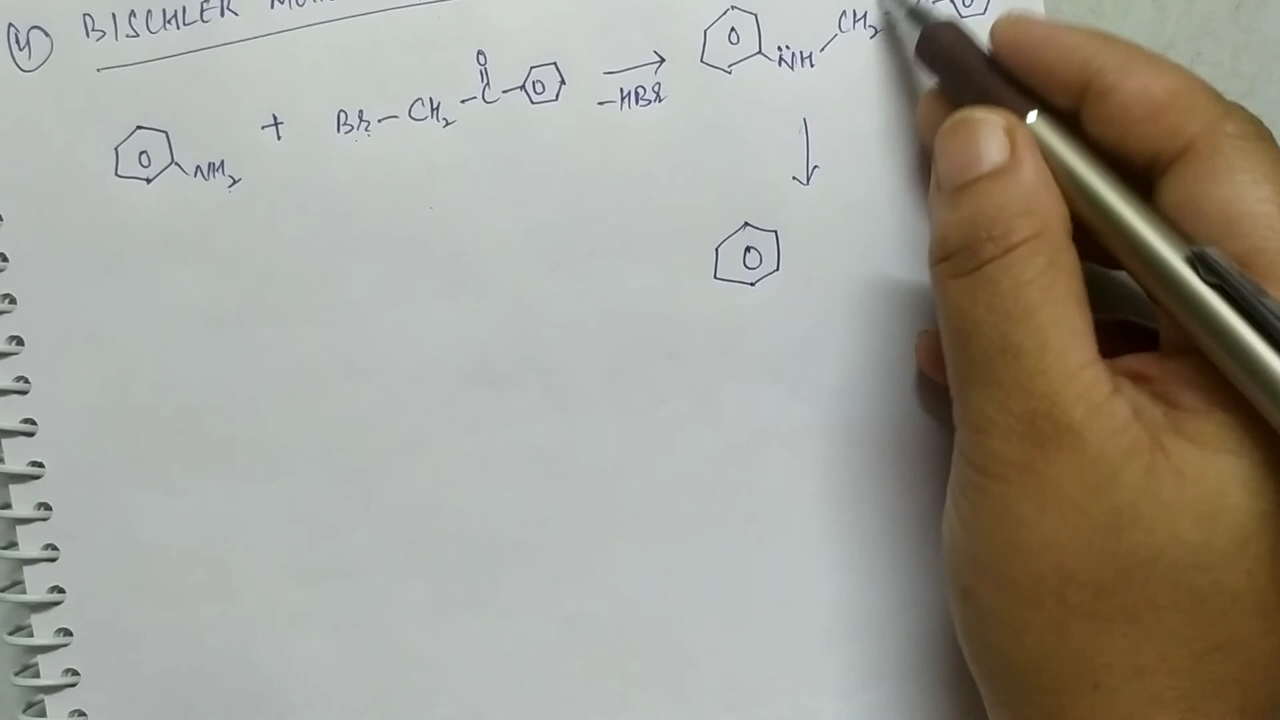 4 BISCHLER
NH2 + Br - CH2 - C - → NH CH2
O
-HBr